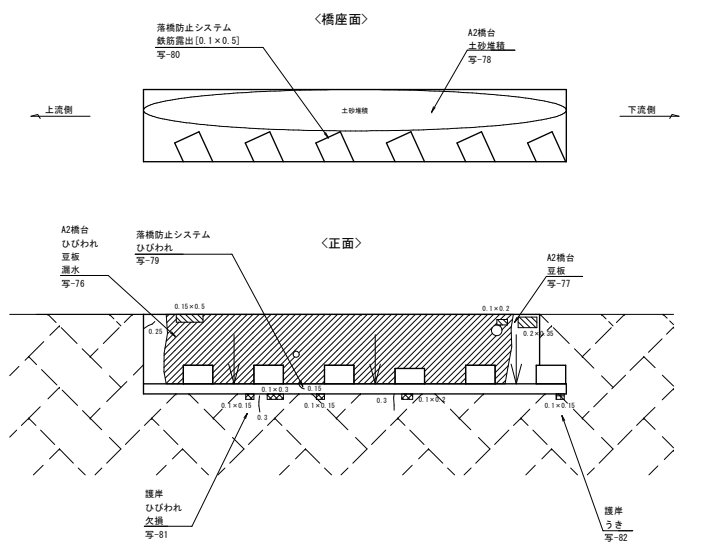 〈橋座面〉
落橋防止システム
鉄筋露出[0.1×0.5]
写-80
A2橋台
土砂堆積
写-78
上流側
土砂堆積
下流側
〈正面〉
A2橋台
ひびわれ
豆板
漏水
写-76
落橋防止システム
ひびわれ
写-79
A2橋台
豆板
写-77
0.15×0.5
0.1×0.2
0.25
0.2×0.35
0.1×0.3
0.15
0.1×0.15
0.3
0.1×0.15
0.3
0.1×0.2
0.1×0.15
護岸
ひびわれ
欠損
写-81
護岸
うき
写-82